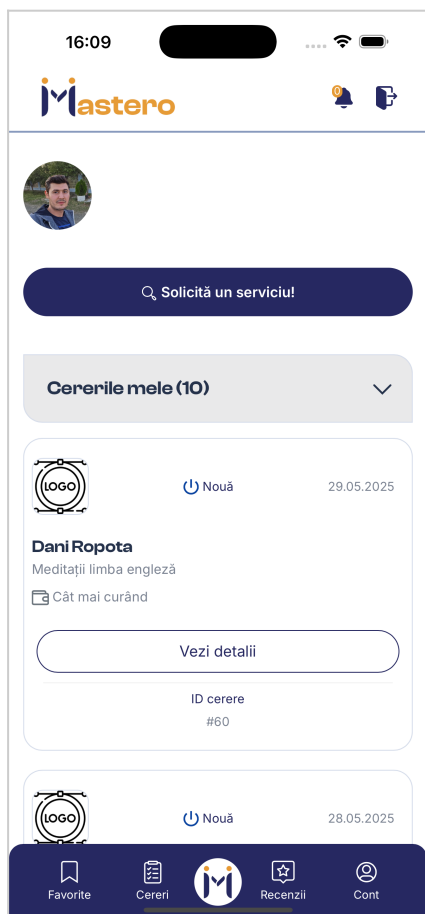 16:09
Mastero
0
Solicită un serviciu!
Cererile mele (10)
LOGO
Nouă
29.05.2025
Dani Ropota
Meditații limba engleză
Cât mai curând
Vezi detalii
ID cerere
#60
LOGO
Nouă
28.05.2025
Favorite
Cereri
Recenzii
Cont